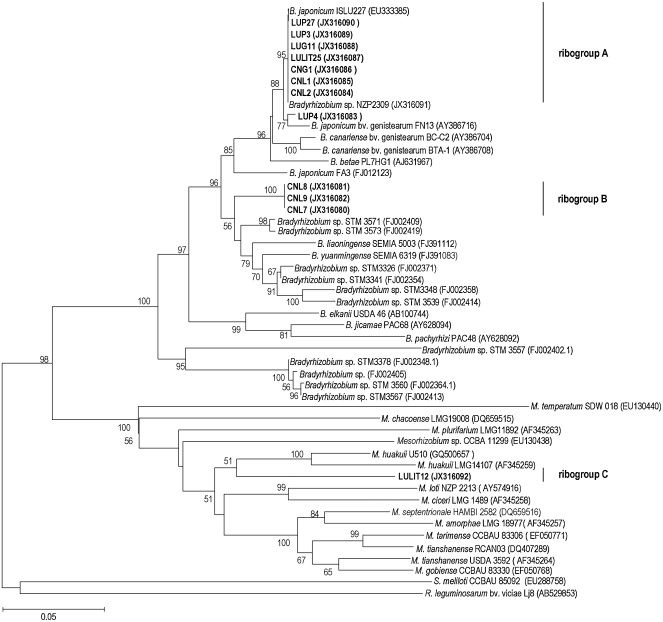 B. japonicum ISLU227 (EU333385)
LUP27 (JX316090 )
LUP3 (JX316089)
LUG11 (JX316088)
95
LULIT25 (JX316087)
ribogroup A
CNG1 (JX316086 )
CNL1 (JX316085)
88
CNL2 (JX316084)
Bradyrhizobium sp. NZP2309 (JX316091)
LUP4 (JX316083 )
77
B. japonicum bv. genistearum FN13 (AY386716)
96
B. canariense bv. genistearum BC-C2 (AY386704)
100
B. canariense bv. genistearum BTA-1 (AY386708)
85
B. betae PL7HG1 (AJ631967)
B. japonicum FA3 (FJ012123)
96
CNL8 (JX316081)
100
CNL9 (JX316082)
ribogroup B
CNL7 (JX316080)
56
98
Bradyrhizobium sp. STM 3571 (FJ002409)
Bradyrhizobium sp. STM 3573 (FJ002419)
B. liaoningense SEMIA 5003 (FJ391112)
97
79
B. yuanmingense SEMIA 6319 (FJ391083)
70
67
Bradyrhizobium sp. STM3326 (FJ002371)
Bradyrhizobium sp. STM3341 (FJ002354)
91
Bradyrhizobium sp. STM3348 (FJ002358)
100
Bradyrhizobium sp. STM 3539 (FJ002414)
100
B. elkanii USDA 46 (AB100744)
99
B. jicamae PAC68 (AY628094)
81
B. pachyrhizi PAC48 (AY628092)
Bradyrhizobium sp. STM 3557 (FJ002402.1)
98
95
Bradyrhizobium sp. STM3378 (FJ002348.1)
100
Bradyrhizobium sp. (FJ002405)
56
Bradyrhizobium sp. STM 3560 (FJ002364.1)
96
Bradyrhizobium sp. STM3567 (FJ002413)
M. temperatum SDW 018 (EU130440)
M. chacoense LMG19008 (DQ659515)
100
M. plurifarium LMG11892 (AF345263)
56
Mesorhizobium sp. CCBA 11299 (EU130438)
M. huakuii U510 (GQ500657 )
51
100
M. huakuii LMG14107 (AF345259)
LULIT12 (JX316092)
ribogroup C
51
99
M. loti NZP 2213 ( AY574916)
M. ciceri LMG 1489 (AF345258)
M. septentrionale HAMBI 2582 (DQ659516)
84
M. amorphae LMG 18977( AF345257)
100
M. tarimense CCBAU 83306 ( EF050771)
99
M. tianshanense RCAN03 (DQ407289)
67
M. tianshanense USDA 3592 ( AF345264)
65
M. gobiense CCBAU 83330 (EF050768)
S. meliloti CCBAU 85092 (EU288758)
R. leguminosarum bv. viciae Lj8 (AB529853)
0.05